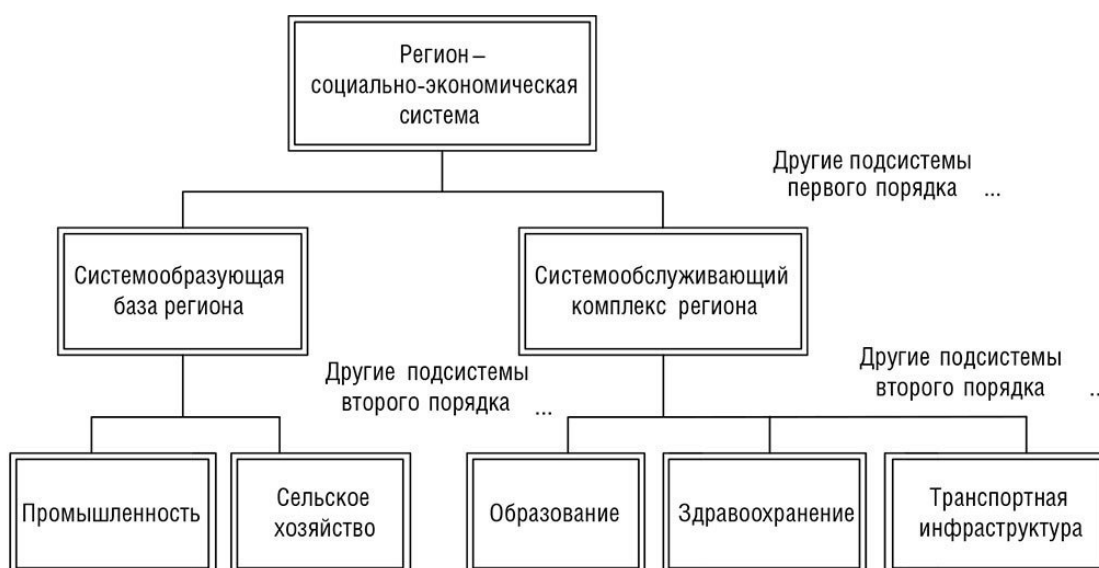 Регион –
социально-экономическая
система
Другие подсистемы
первого порядка ...
Системообразующая
база региона
Системообслуживающий
комплекс региона
Другие подсистемы
второго порядка ...
Другие подсистемы
второго порядка ...
Промышленность
Сельское
хозяйство
Образование
Здравоохранение
Транспортная
инфраструктура